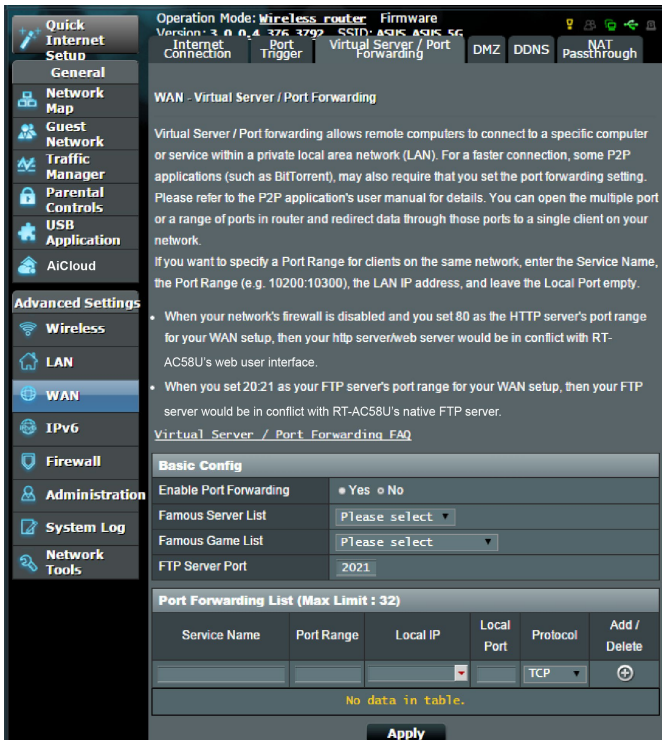 Quick
Internet
Setup
General
Network
Map
Guest
Network
Traffic
Manager
Parental
Controls
USB
Application
AiCloud
Advanced Settings
Wireless
LAN
WAN
IPv6
Firewall
Administration
System Log
Network
Tools
Operation Mode: Wireless router Firmware
Version: 3.0.0.4.376.3792 SSID: ASUS ASUS_5G
Internet
Connection
Port
Trigger
Virtual Server / Port
Forwarding
DMZ
DDNS
NAT
Passthrough
WAN - Virtual Server / Port Forwarding
Virtual Server / Port forwarding allows remote computers to connect to a specific computer
or service within a private local area network (LAN). For a faster connection, some P2P
applications (such as BitTorrent), may also require that you set the port forwarding setting.
Please refer to the P2P application's user manual for details. You can open the multiple port
or a range of ports in router and redirect data through those ports to a single client on your
network.
If you want to specify a Port Range for clients on the same network, enter the Service Name,
the Port Range (e.g. 10200:10300), the LAN IP address, and leave the Local Port empty.
• When your network's firewall is disabled and you set 80 as the HTTP server's port range
for your WAN setup, then your http server/web server would be in conflict with RT-
AC58U's web user interface.
• When you set 20:21 as your FTP server's port range for your WAN setup, then your FTP
server would be in conflict with RT-AC58U's native FTP server.
Virtual Server / Port Forwarding FAQ
Basic Config
Enable Port Forwarding Yes No
Famous Server List Please select
Famous Game List Please select
FTP Server Port 2021
Port Forwarding List (Max Limit : 32)
Service Name Port Range Local IP Local Port Protocol Add / Delete
TCP
No data in table.
Apply